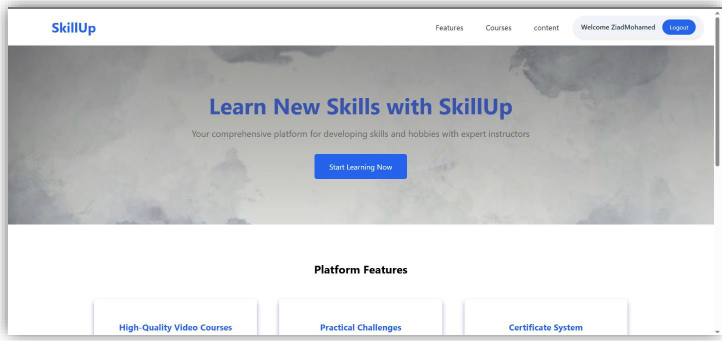 SkillUp
Features Courses content Welcome ZiadMohamed Logout
Learn New Skills with SkillUp
Your comprehensive platform for developing skills and hobbies with expert instructors
Start Learning Now
Platform Features
High-Quality Video Courses Practical Challenges Certificate System